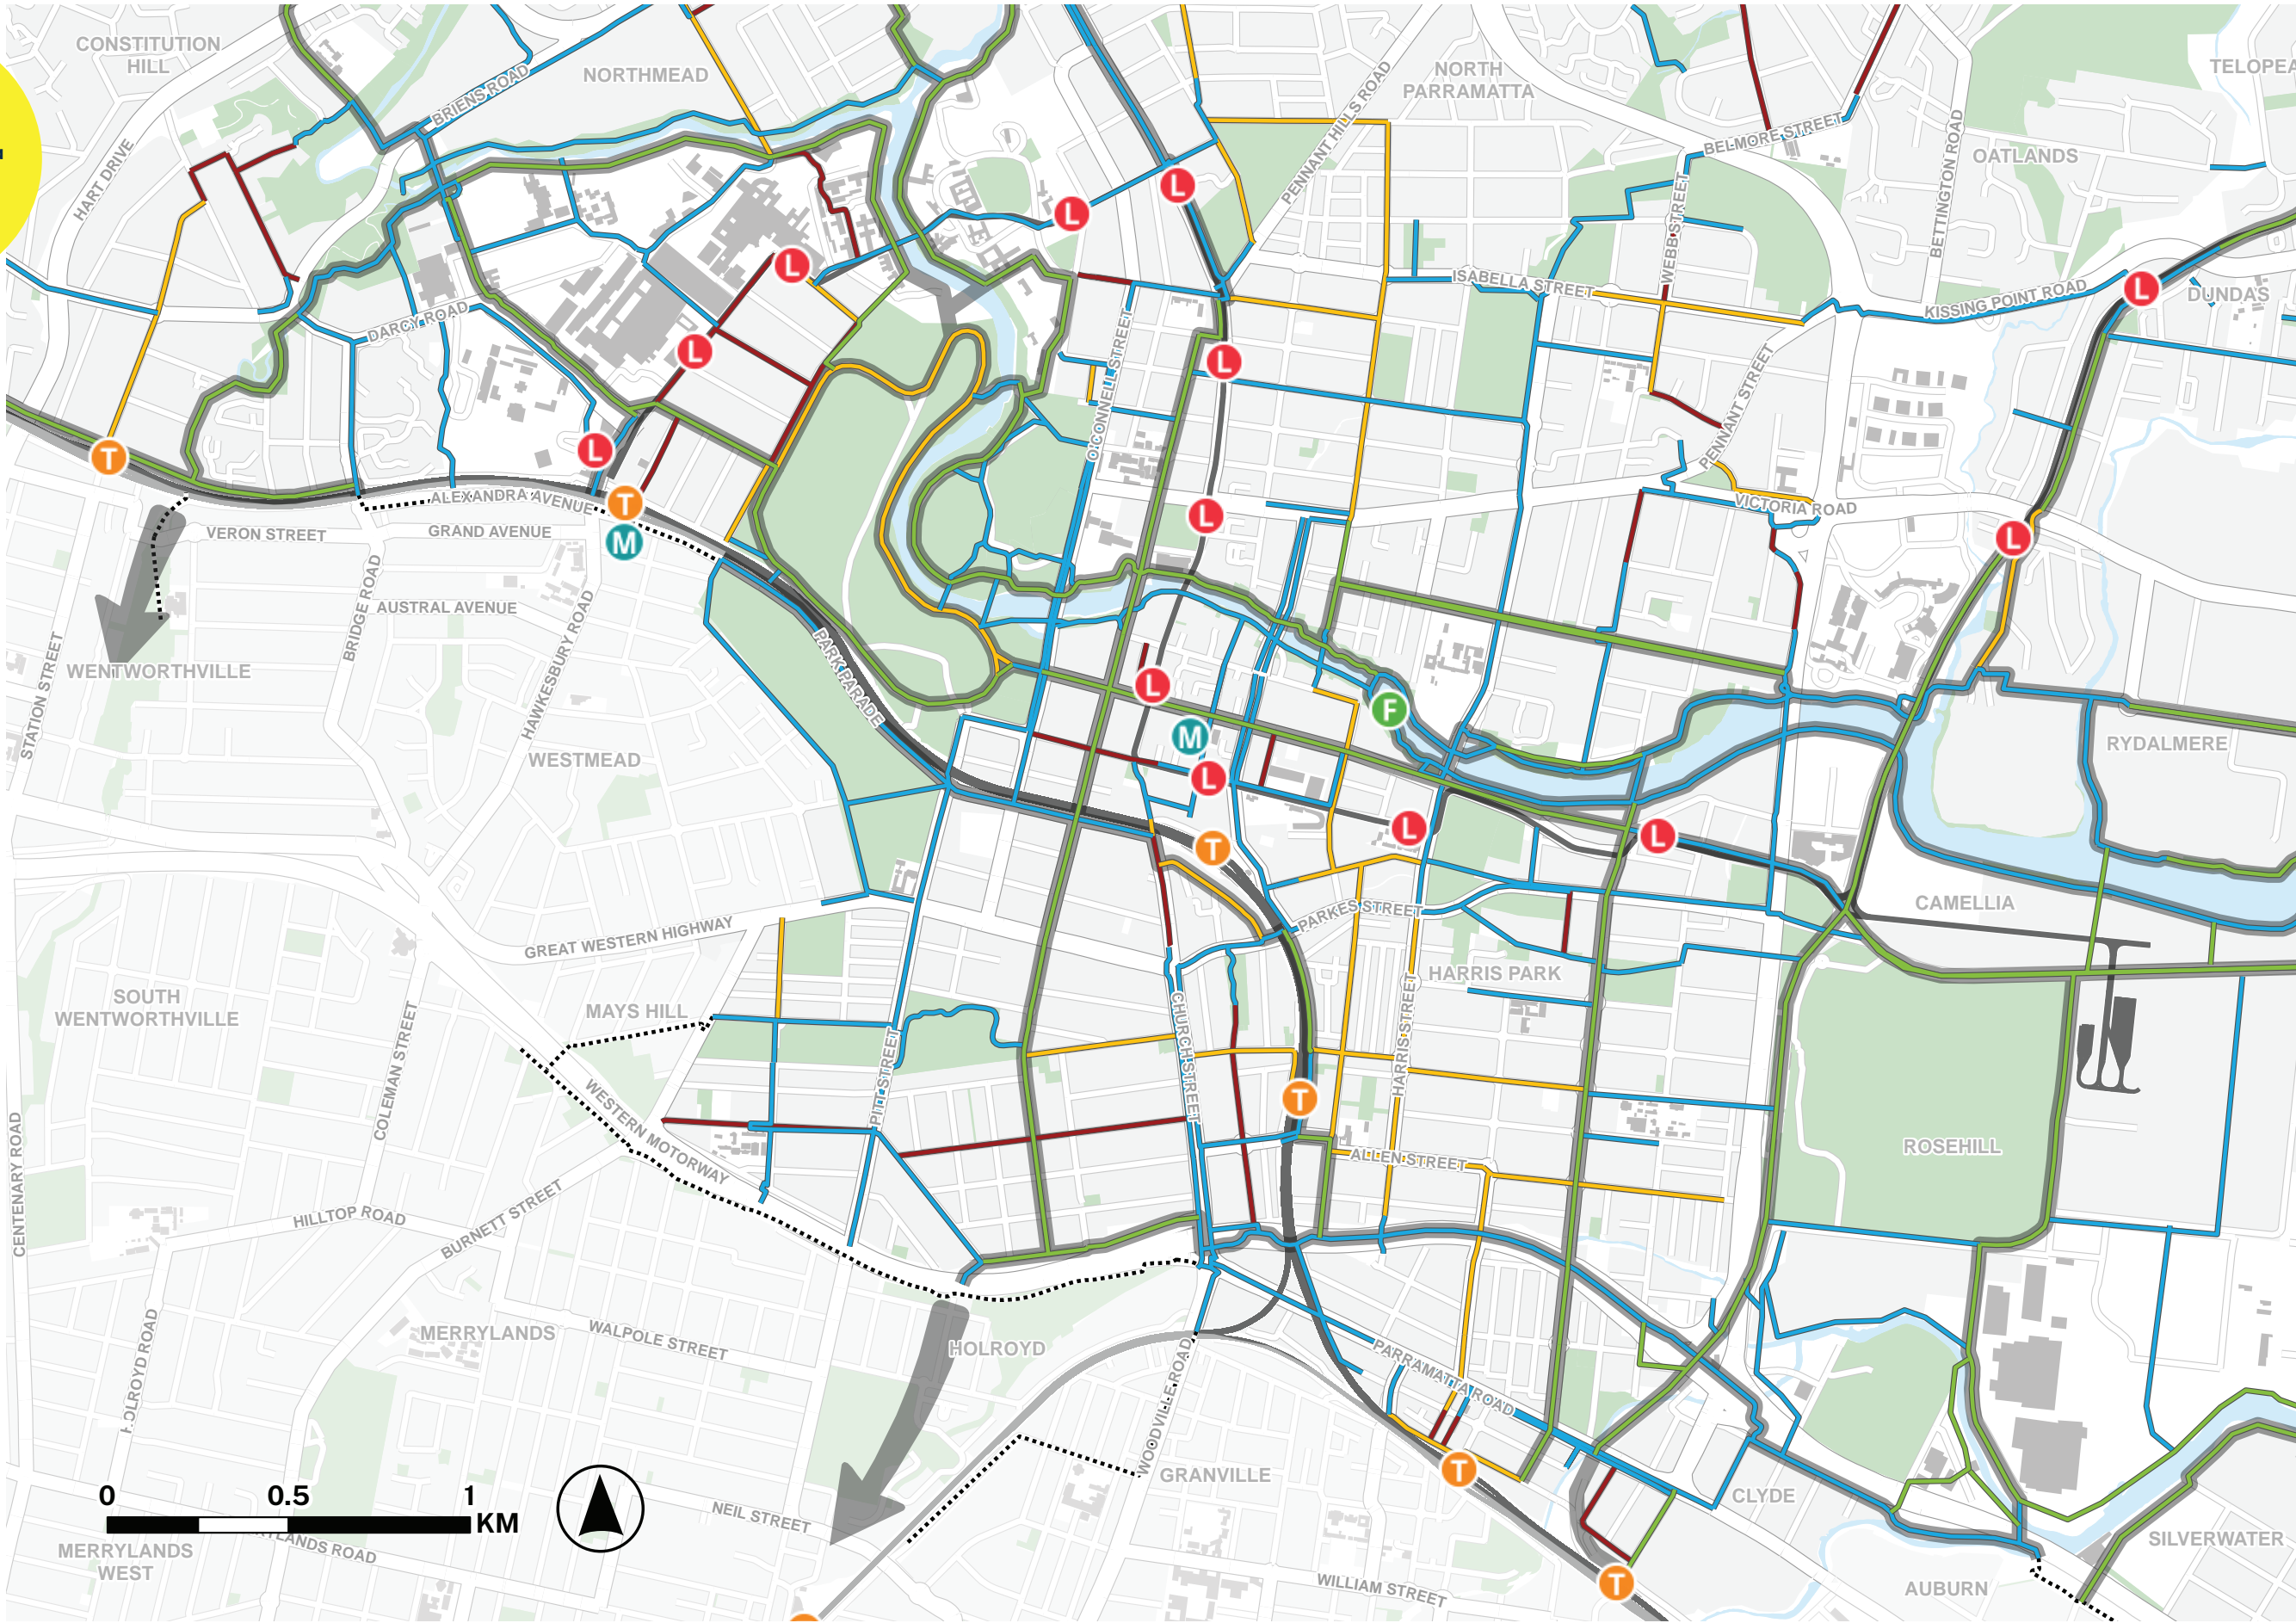 CONSTITUTION
HILL
NORTHMEAD
BRIENS ROAD
NORTH
PARRAMATTA
PENNANT HILLS ROAD
TELOPEA
BELMORE STREET
BETTINGTON ROAD
OATLANDS
HART DRIVE
WEBB STREET
L
L
L
L
ISABELLA STREET
KISSING POINT ROAD
DUNDAS
DARCY ROAD
L
L
O'CONNELL STREET
PENNANT STREET
T
L
T
M
ALEXANDRA AVENUE
VERON STREET
GRAND AVENUE
L
VICTORIA ROAD
L
AUSTRAL AVENUE
BRIDGE ROAD
HAWKESBURY ROAD
STATION STREET
WENTWORTHVILLE
PARK PARADE
L
F
M
WESTMEAD
RYDALMERE
L
L
L
T
CAMELLIA
GREAT WESTERN HIGHWAY
PARKES STREET
HARRIS PARK
SOUTH
WENTWORTHVILLE
MAYS HILL
COLEMAN STREET
CHURCH STREET
HARRIS STREET
PITT STREET
WESTERN MOTORWAY
T
CENTENARY ROAD
ALLEN STREET
ROSEHILL
HILLTOP ROAD
BURNETT STREET
MERRYLANDS
WALPOLE STREET
HOLROYD
HOLROYD ROAD
WOODVILLE ROAD
PARRAMATTA ROAD
GRANVILLE
T
CLYDE
0 0.5 1
KM
NEIL STREET
MERRYLANDS
WEST
SILVERWATER
WILLIAM STREET
T
AUBURN